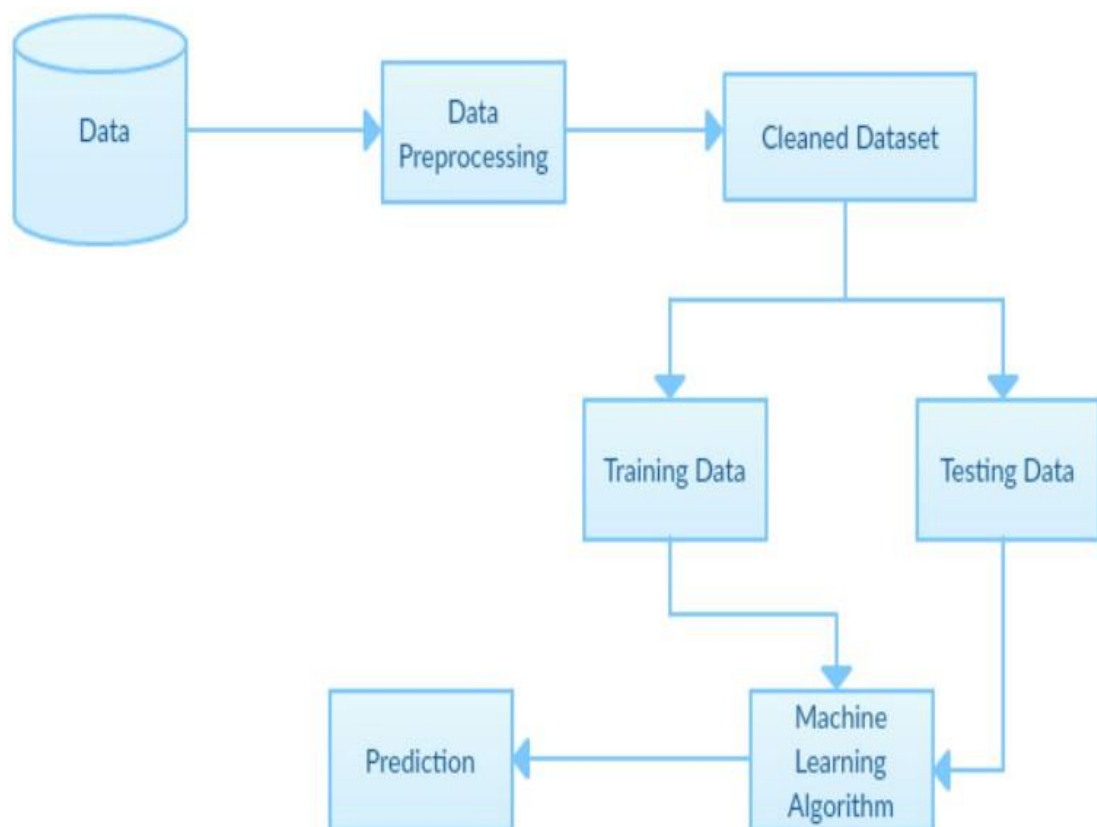 Data
Data
Preprocessing
Cleaned Dataset
Training Data
Testing Data
Machine
Learning
Algorithm
Prediction